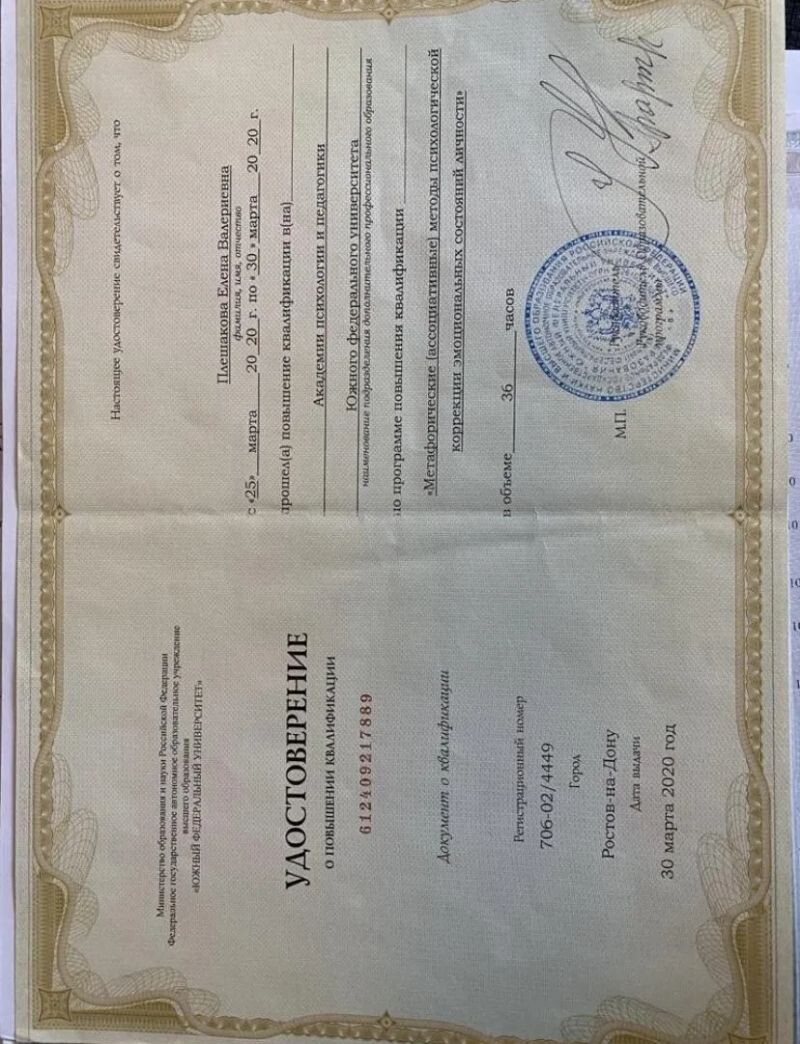 Министерство образования и науки Российской Федерации
Федеральное государственное автономное образовательное учреждение
высшего образования
«ЮЖНЫЙ ФЕДЕРАЛЬНЫЙ УНИВЕРСИТЕТ»
УДОСТОВЕРЕНИЕ
О ПОВЫШЕНИИ КВАЛИФИКАЦИИ
612409217889
Документ о квалификации
Регистрационный номер
706-02/4449
Город
Ростов-на-Дону
Дата выдачи
30 марта 2020 год
Настоящее удостоверение свидетельствует о том, что
Плешакова Елена Валериевна
фамилия, имя, отчество
с «25» марта 20 20 г. по « 30 » марта 20 20 г.
прошел(а) повышение квалификации в(на)
Академии психологии и педагогики
Южного федерального университета
наименование подразделения дополнительного профессионального образования
по программе повышения квалификации
«Метафорические (ассоциативные) методы психологической
коррекции эмоциональных состояний личности»
в объеме 36 часов
М.П.
Руководитель образовательной
программы